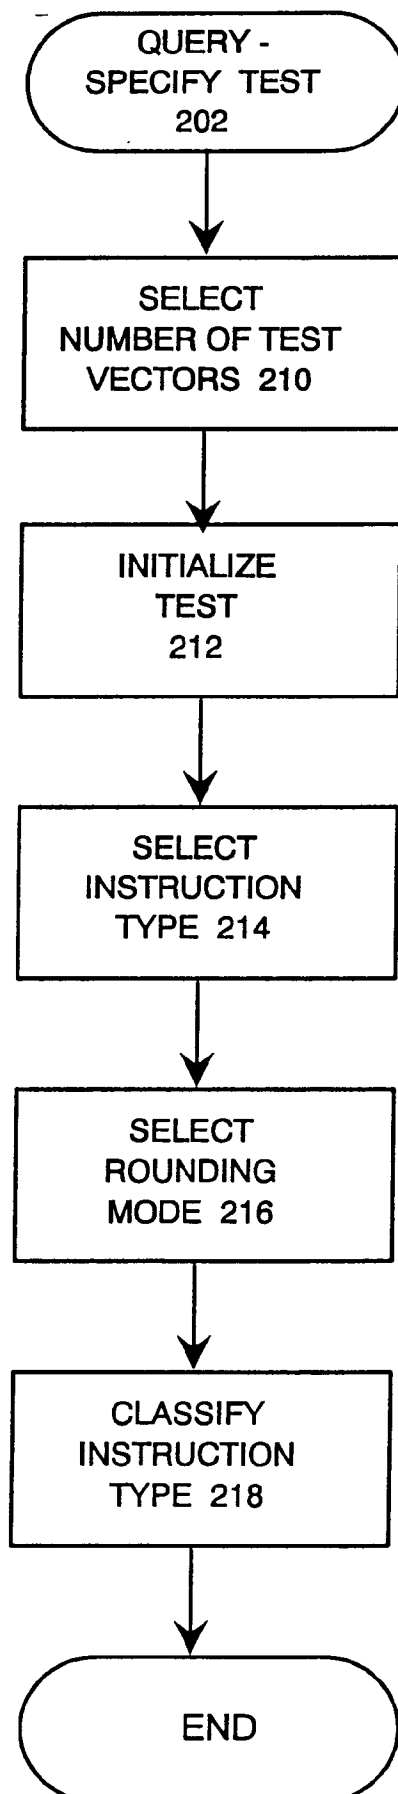 QUERY -
SPECIFY TEST
202
SELECT
NUMBER OF TEST
VECTORS 210
INITIALIZE
TEST
212
SELECT
INSTRUCTION
TYPE 214
SELECT
ROUNDING
MODE 216
CLASSIFY
INSTRUCTION
TYPE 218
END